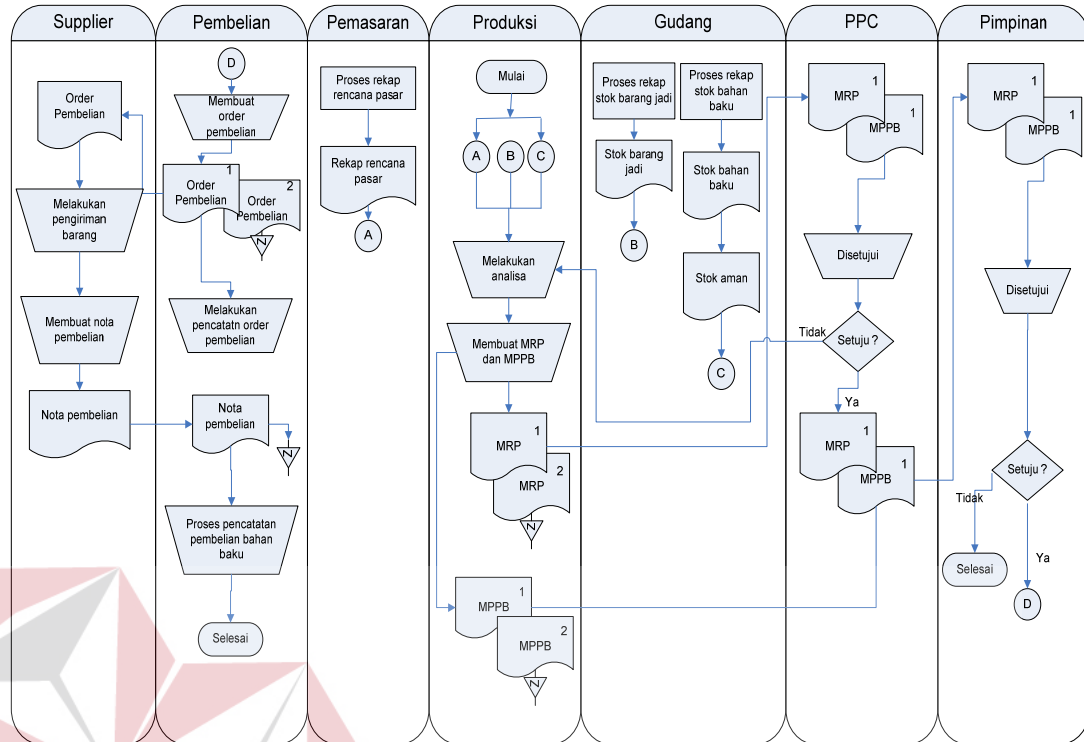 Supplier
Pembelian
Pemasaran
Produksi
Gudang
PPC
Pimpinan
Order
Pembelian
Melakukan
pengiriman
barang
Membuat nota
pembelian
Nota pembelian
D
Membuat
order
pembelian
1
Order
Pembelian
2
Order
Pembelian
Z
Melakukan
pencatatn order
pembelian
Nota
pembelian
Z
Proses pencatatan
pembelian bahan
baku
Selesai
Proses rekap
rencana pasar
Rekap rencana
pasar
A
Mulai
A
B
C
Melakukan
analisa
Membuat MRP
dan MPPB
1
MRP
2
MRP
Z
1
MPPB
2
MPPB
Z
Proses rekap
stok barang jadi
Stok barang
jadi
B
Proses rekap
stok bahan
baku
Stok bahan
baku
Stok aman
C
1
MRP
1
MPPB
Disetujui
Setuju ?
Tidak
Ya
1
MRP
1
MPPB
1
MRP
1
MPPB
Disetujui
Setuju ?
Tidak
Selesai
Ya
D